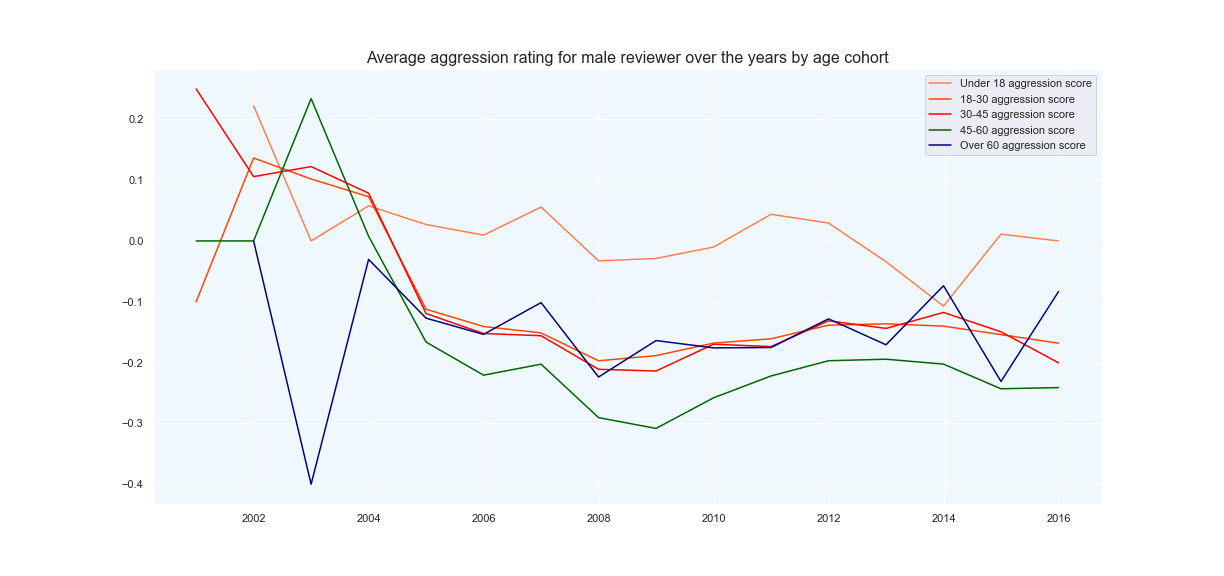 Average aggression rating for male reviewer over the years by age cohort
Under 18 aggression score
18-30 aggression score
30-45 aggression score
45-60 aggression score
Over 60 aggression score
0.2
0.1
0.0
−0.1
−0.2
−0.3
−0.4
2002 2004 2006 2008 2010 2012 2014 2016